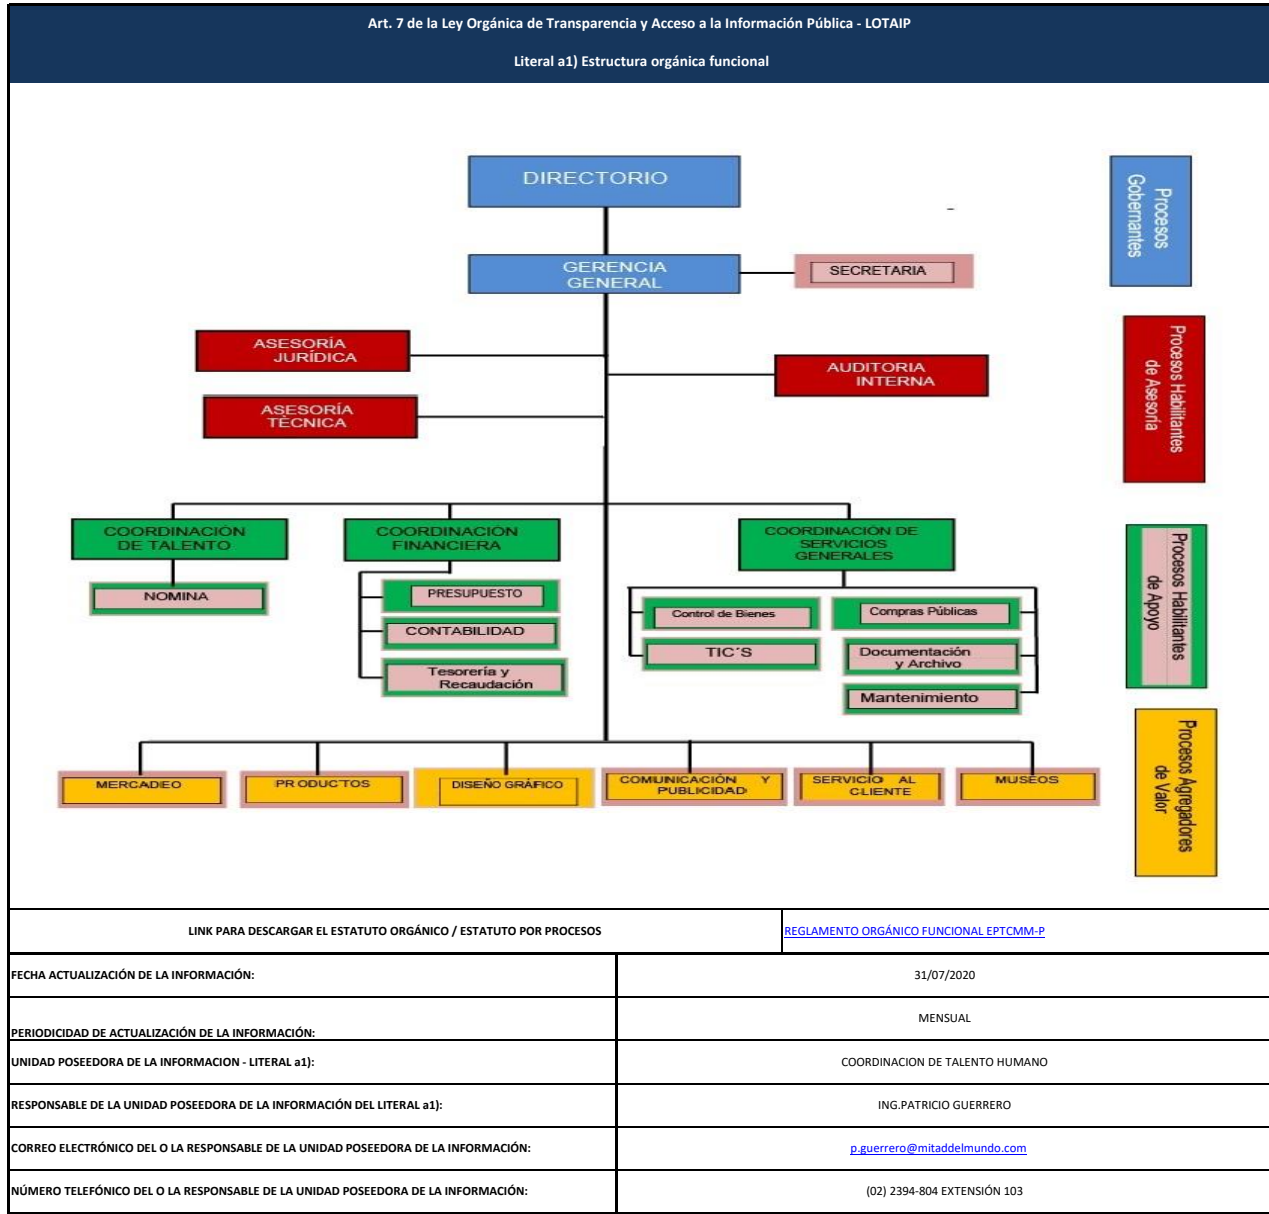 Art. 7 de la Ley Orgánica de Transparencia y Acceso a la Información Pública - LOTAIP
Literal a1) Estructura orgánica funcional
DIRECTORIO
Procesos
Gobernantes
GERENCIA
GENERAL
SECRETARIA
ASESORÍA
JURÍDICA
AUDITORIA
INTERNA
ASESORÍA
TÈCNICA
Procesos Habilitantes
de Asesoría
COORDINACIÓN
DE TALENTO
COORDINACIÓN
FINANCIERA
COORDINACIÓN DE
SERVICIOS
GENERALES
Procesos Habilitantes
de Apoyo
NOMINA
PRESUPUESTO
CONTABILIDAD
Tesorería y
Recaudación
Control de Bienes
Compras Públicas
TIC´S
Documentación
y Archivo
Mantenimiento
MERCADEO
PRODUCTOS
DISEÑO GRÁFICO
COMUNICACIÓN Y
PUBLICIDAD
SERVICIO AL
CLIENTE
MUSEOS
Procesos Agregadores
de Valor
LINK PARA DESCARGAR EL ESTATUTO ORGÁNICO / ESTATUTO POR PROCESOS
REGLAMENTO ORGÁNICO FUNCIONAL EPTCMM-P
FECHA ACTUALIZACIÓN DE LA INFORMACIÓN:
31/07/2020
PERIODICIDAD DE ACTUALIZACIÓN DE LA INFORMACIÓN:
MENSUAL
UNIDAD POSEEDORA DE LA INFORMACION - LITERAL a1):
COORDINACION DE TALENTO HUMANO
RESPONSABLE DE LA UNIDAD POSEEDORA DE LA INFORMACIÓN DEL LITERAL a1):
ING.PATRICIO GUERRERO
CORREO ELECTRÓNICO DEL O LA RESPONSABLE DE LA UNIDAD POSEEDORA DE LA INFORMACIÓN:
p.guerrero@mitaddelmundo.com
NÚMERO TELEFÓNICO DEL O LA RESPONSABLE DE LA UNIDAD POSEEDORA DE LA INFORMACIÓN:
(02) 2394-804 EXTENSIÓN 103